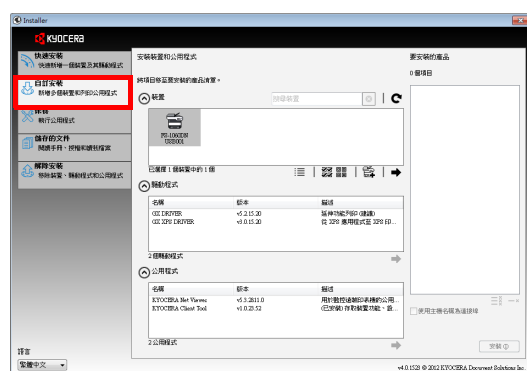 Installer
KYOCERA
快速安裝
快速新增一個裝置及其驅動程式
自訂安裝
新增多個裝置和列印公用程式
保養
執行公用程式
儲存的文件
閱讀手冊、授權和讀我檔案
解除安裝
移除裝置、驅動程式和公用程式
語言
繁體中文
安裝裝置和公用程式
將項目移至要安裝的產品清單。
裝置
搜尋裝置
FS-1060DN
USB001
已選擇 1 個裝置中的 1 個
驅動程式
名稱 版本 描述
GX DRIVER v5.2.15.20 延伸功能列印 (建議)
GX XPS DRIVER v3.0.15.20 從 XPS 應用程式至 XPS 印...
2 個驅動程式
公用程式
名稱 版本 描述
KYOCERA Net Viewer v5.3.2811.0 用於監控遠端印表機的公用...
KYOCERA Client Tool v1.0.23.52 (已安裝) 存取裝置功能、設...
2 公用程式
要安裝的產品
0 個項目
使用主機名稱為連接埠
安裝 (I)
v4.0.1521 © 2012 KYOCERA Document Solutions Inc.